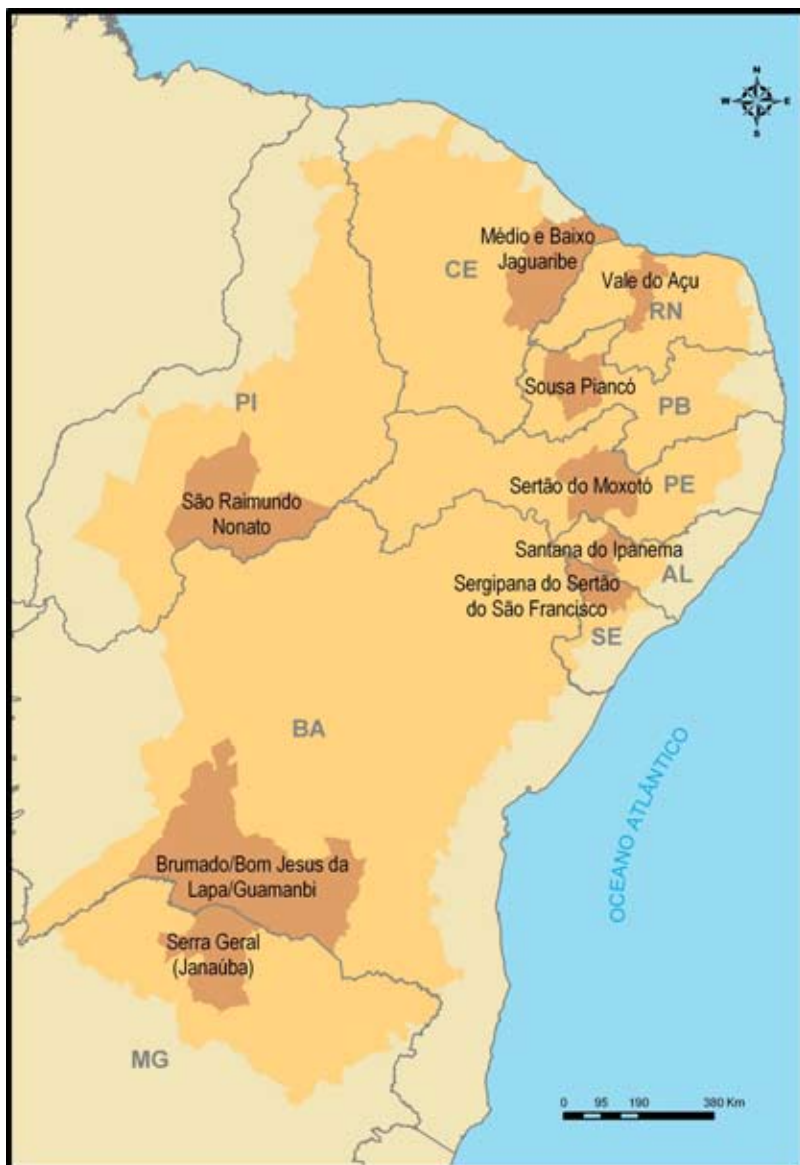 N
W E
S
Médio e Baixo
Jaguaribe
CE
Vale do Açu
RN
Sousa Piancó
PB
PI
São Raimundo
Nonato
Sertão do Moxotó
PE
Santana do Ipanema
AL
Sergipana do Sertão
do São Francisco
SE
BA
OCEANO ATLÂNTICO
Brumado/Bom Jesus da
Lapa/Guamanbi
Serra Geral
(Janaúba)
MG
0 95 190 380 Km